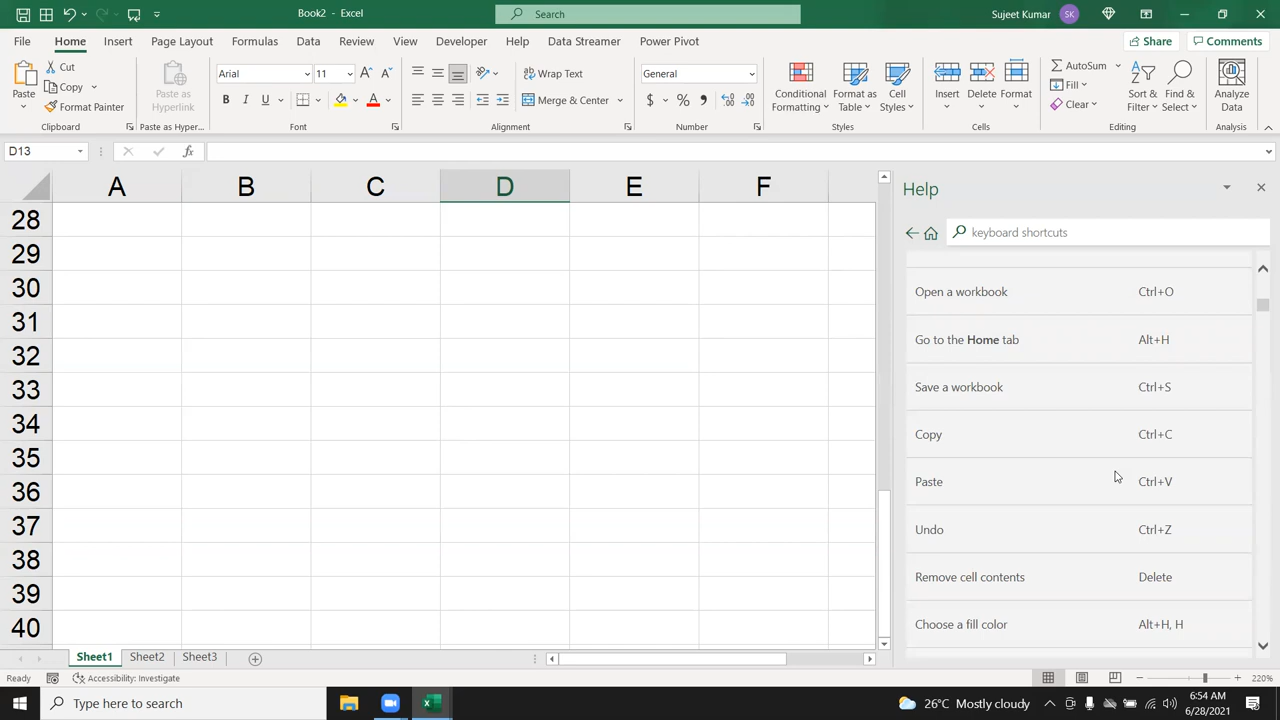 Book2 - Excel
Search
Sujeet Kumar
SK
File Home Insert Page Layout Formulas Data Review View Developer Help Data Streamer Power Pivot
Share
Comments
Paste
Cut
Copy
Format Painter
Clipboard
Paste as Hyperlink
Paste as Hyper...
Arial 11
B I U
Font
Wrap Text
Merge & Center
Alignment
General
$ %
Number
Conditional Formatting
Format as Table
Cell Styles
Styles
Insert
Delete
Format
Cells
AutoSum
Fill
Clear
Sort & Filter
Find & Select
Editing
Analyze Data
Analysis
D13
fx
A B C D E F
28
29
30
31
32
33
34
35
36
37
38
39
40
Help
keyboard shortcuts
Open a workbook Ctrl+O
Go to the Home tab Alt+H
Save a workbook Ctrl+S
Copy Ctrl+C
Paste Ctrl+V
Undo Ctrl+Z
Remove cell contents Delete
Choose a fill color Alt+H, H
Sheet1 Sheet2 Sheet3
Ready
Accessibility: Investigate
220%
Type here to search
26°C Mostly cloudy
6:54 AM
6/28/2021